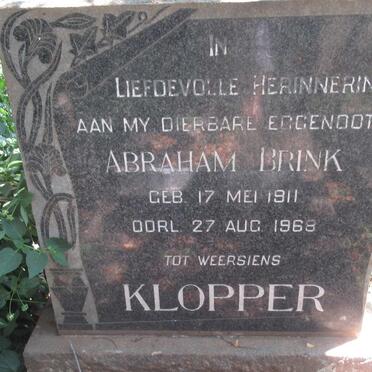 IN
LIEFDEVOLLE HERINNERIN
AAN MY DIERBARE EGGENOOT
ABRAHAM BRINK
GEB. 17 MEI 1911
OORL. 27 AUG. 1968
TOT WEERSIENS
KLOPPER